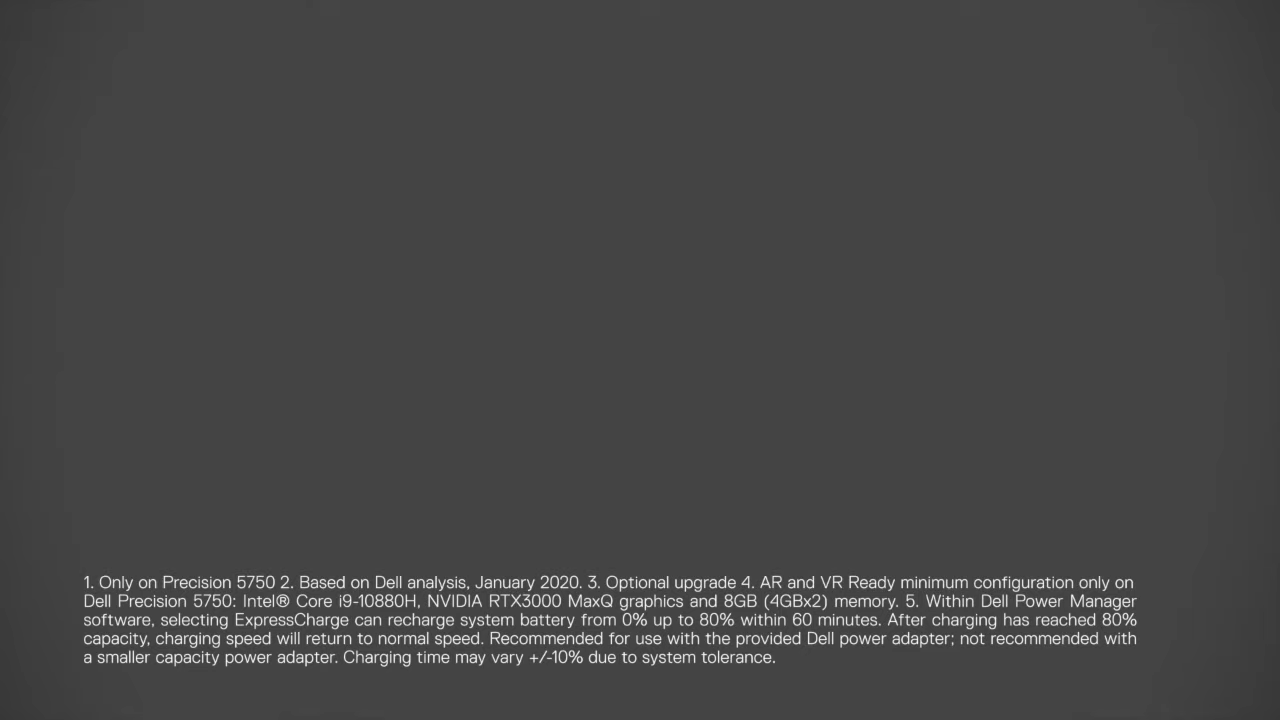 1. Only on Precision 5750 2. Based on Dell analysis, January 2020. 3. Optional upgrade 4. AR and VR Ready minimum configuration only on
Dell Precision 5750: Intel® Core i9-10880H, NVIDIA RTX3000 MaxQ graphics and 8GB (4GBx2) memory. 5. Within Dell Power Manager
software, selecting ExpressCharge can recharge system battery from 0% up to 80% within 60 minutes. After charging has reached 80%
capacity, charging speed will return to normal speed. Recommended for use with the provided Dell power adapter; not recommended with
a smaller capacity power adapter. Charging time may vary +/-10% due to system tolerance.